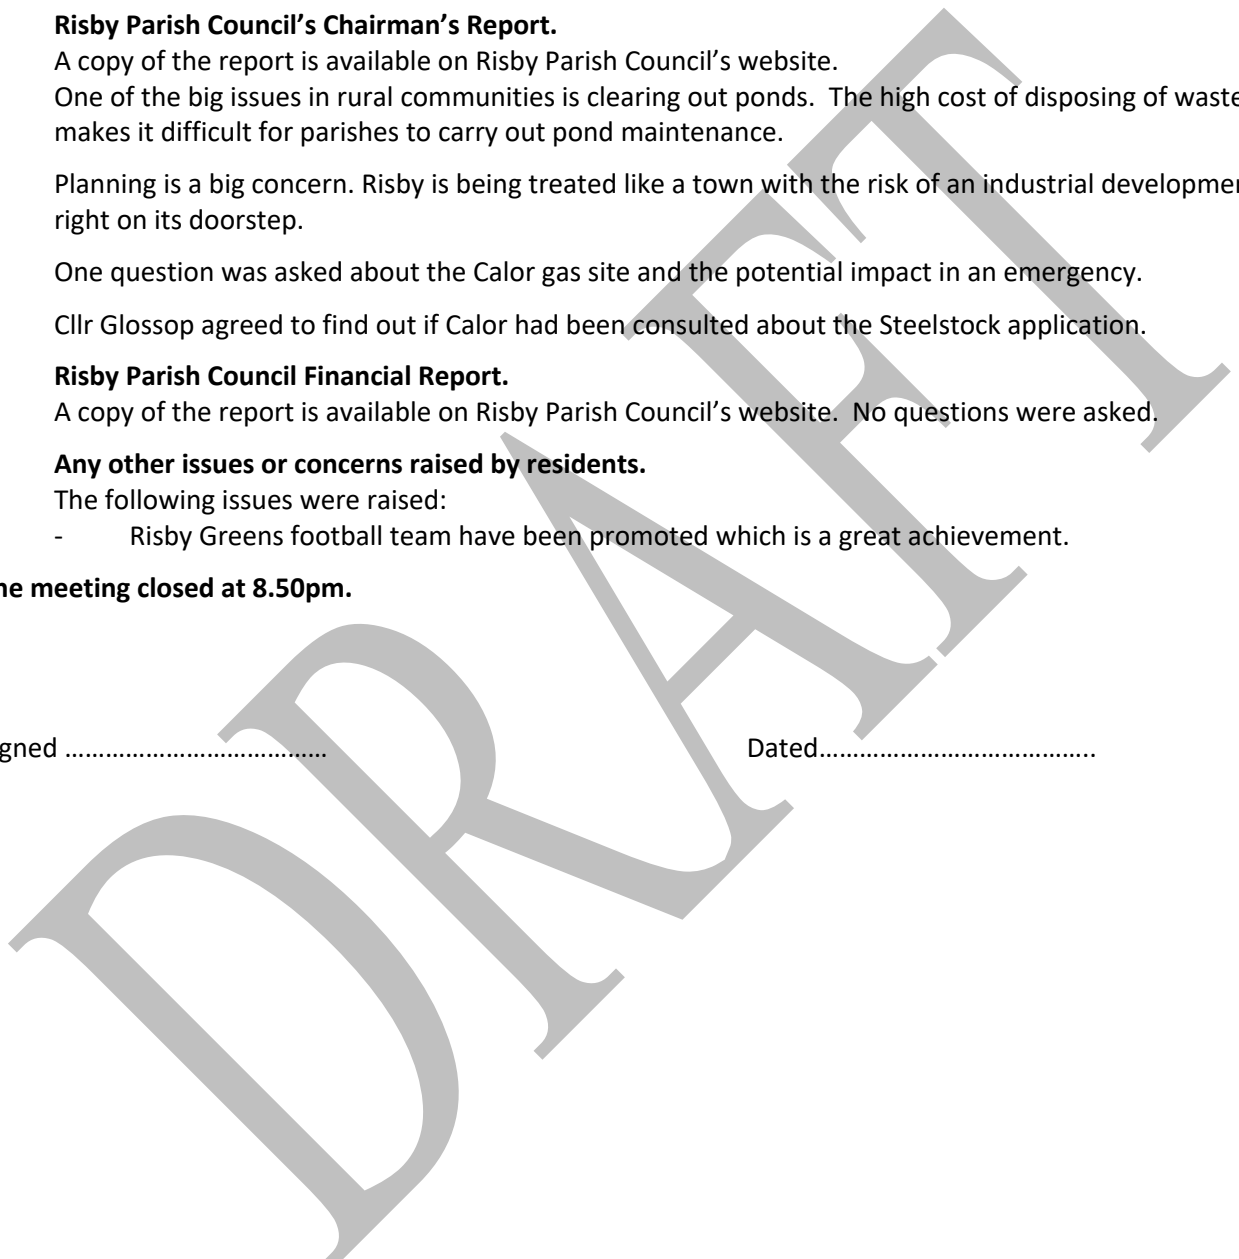 Risby Parish Council’s Chairman’s Report.
A copy of the report is available on Risby Parish Council’s website.
One of the big issues in rural communities is clearing out ponds.  The high cost of disposing of waste
makes it difficult for parishes to carry out pond maintenance.
Planning is a big concern. Risby is being treated like a town with the risk of an industrial developmen
right on its doorstep.
One question was asked about the Calor gas site and the potential impact in an emergency.
Cllr Glossop agreed to find out if Calor had been consulted about the Steelstock application.
Risby Parish Council Financial Report.
A copy of the report is available on Risby Parish Council’s website.  No questions were asked.
Any other issues or concerns raised by residents.
The following issues were raised:
- Risby Greens football team have been promoted which is a great achievement.
he meeting closed at 8.50pm.
gned ………………………………… Dated…………………………………..
DRAFT